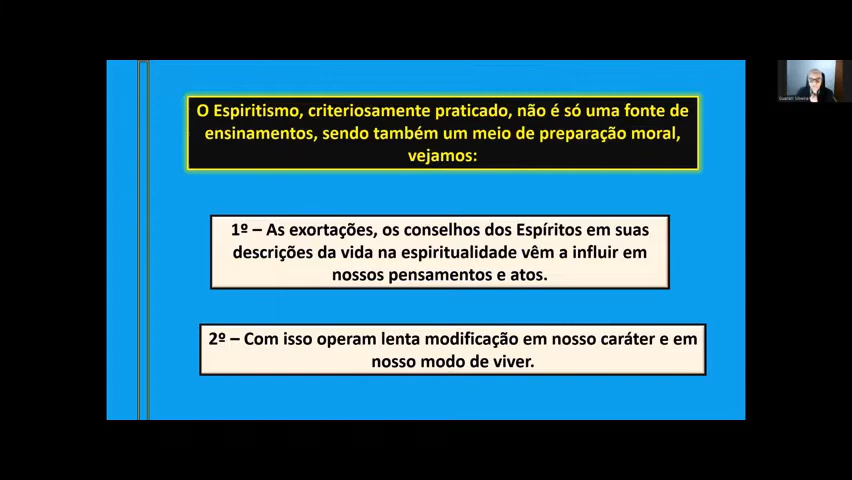 O Espiritismo, criteriosamente praticado, não é só uma fonte de
ensinamentos, sendo também um meio de preparação moral,
vejamos:
1º – As exortações, os conselhos dos Espíritos em suas
descrições da vida na espiritualidade vêm a influir em
nossos pensamentos e atos.
2º – Com isso operam lenta modificação em nosso caráter e em
nosso modo de viver.